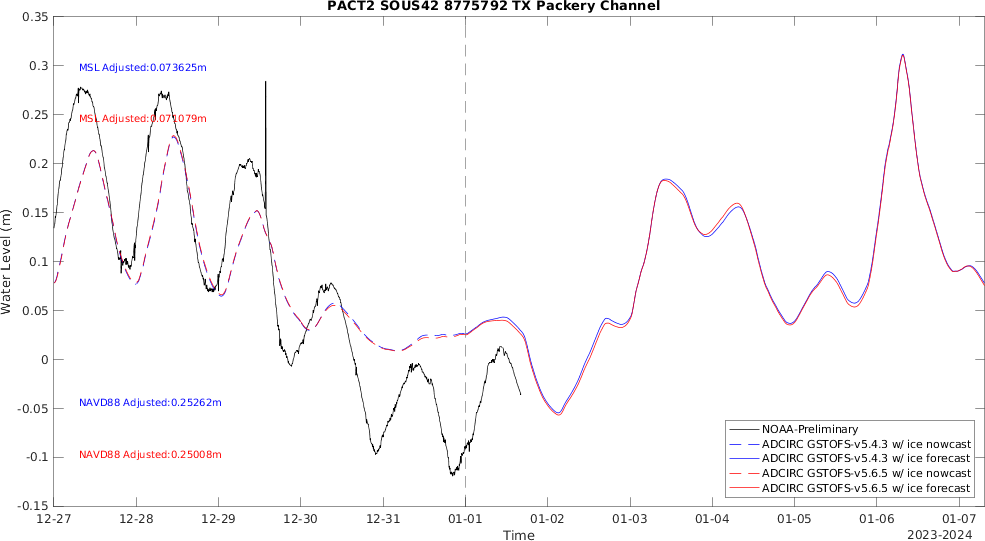 PACT2 SOUS42 8775792 TX Packery Channel
0.35
0.3
0.25
0.2
0.15
0.1
0.05
0
-0.05
-0.1
-0.15
Water Level (m)
MSL Adjusted:0.073625m
MSL Adjusted:0.071079m
NAVD88 Adjusted:0.25262m
NAVD88 Adjusted:0.25008m
NOAA-Preliminary
ADCIRC GSTOFS-v5.4.3 w/ ice nowcast
ADCIRC GSTOFS-v5.4.3 w/ ice forecast
ADCIRC GSTOFS-v5.6.5 w/ ice nowcast
ADCIRC GSTOFS-v5.6.5 w/ ice forecast
12-27 12-28 12-29 12-30 12-31 01-01 01-02 01-03 01-04 01-05 01-06 01-07
Time
2023-2024